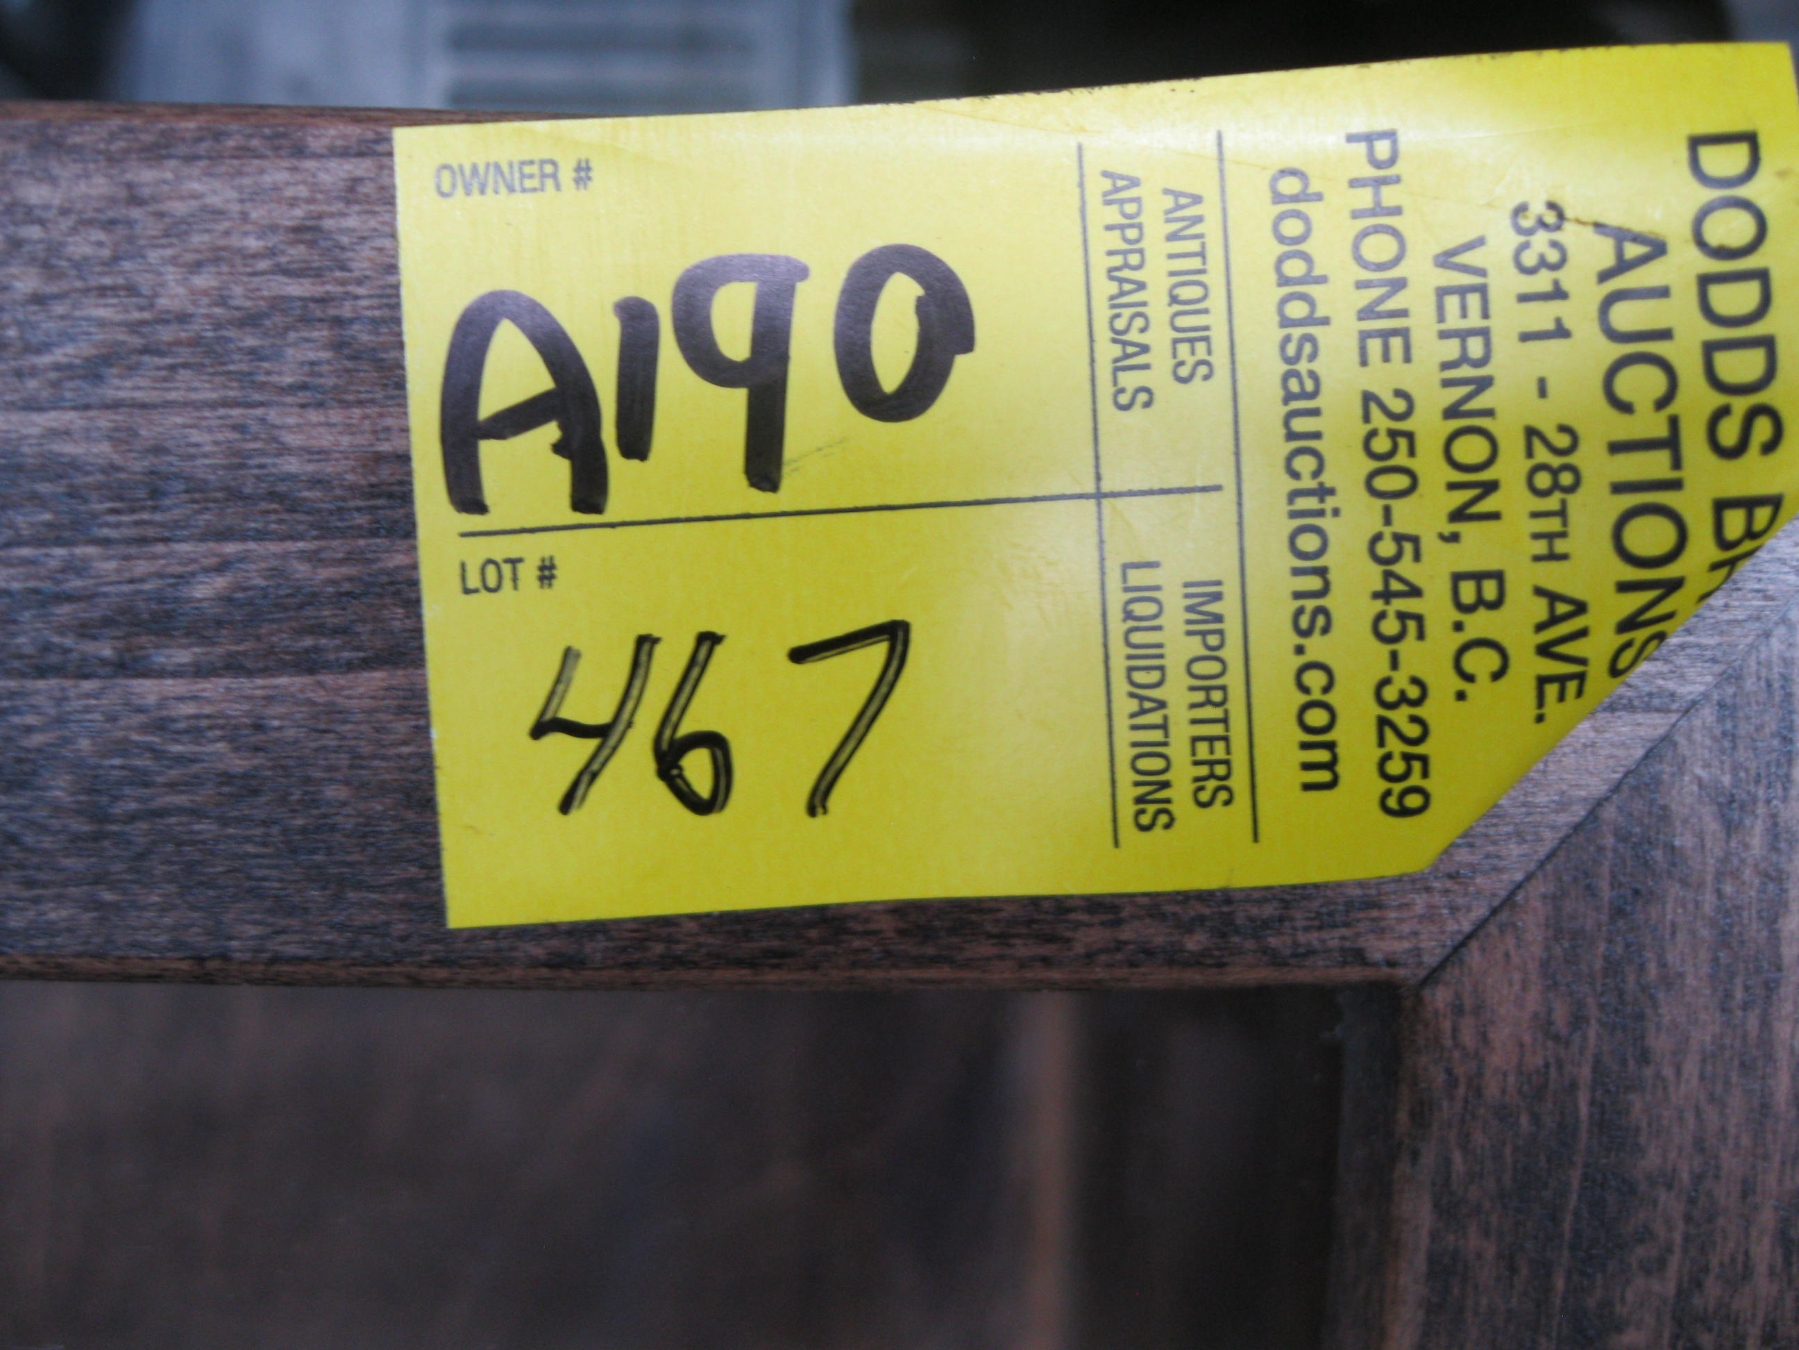 OWNER #
A190
LOT #
467
DODDS
AUCTIONS
3311 - 28TH AVE.
VERNON, B.C.
PHONE 250-545-3259
doddsauctions.com
ANTIQUES IMPORTERS
APPRAISALS LIQUIDATIONS